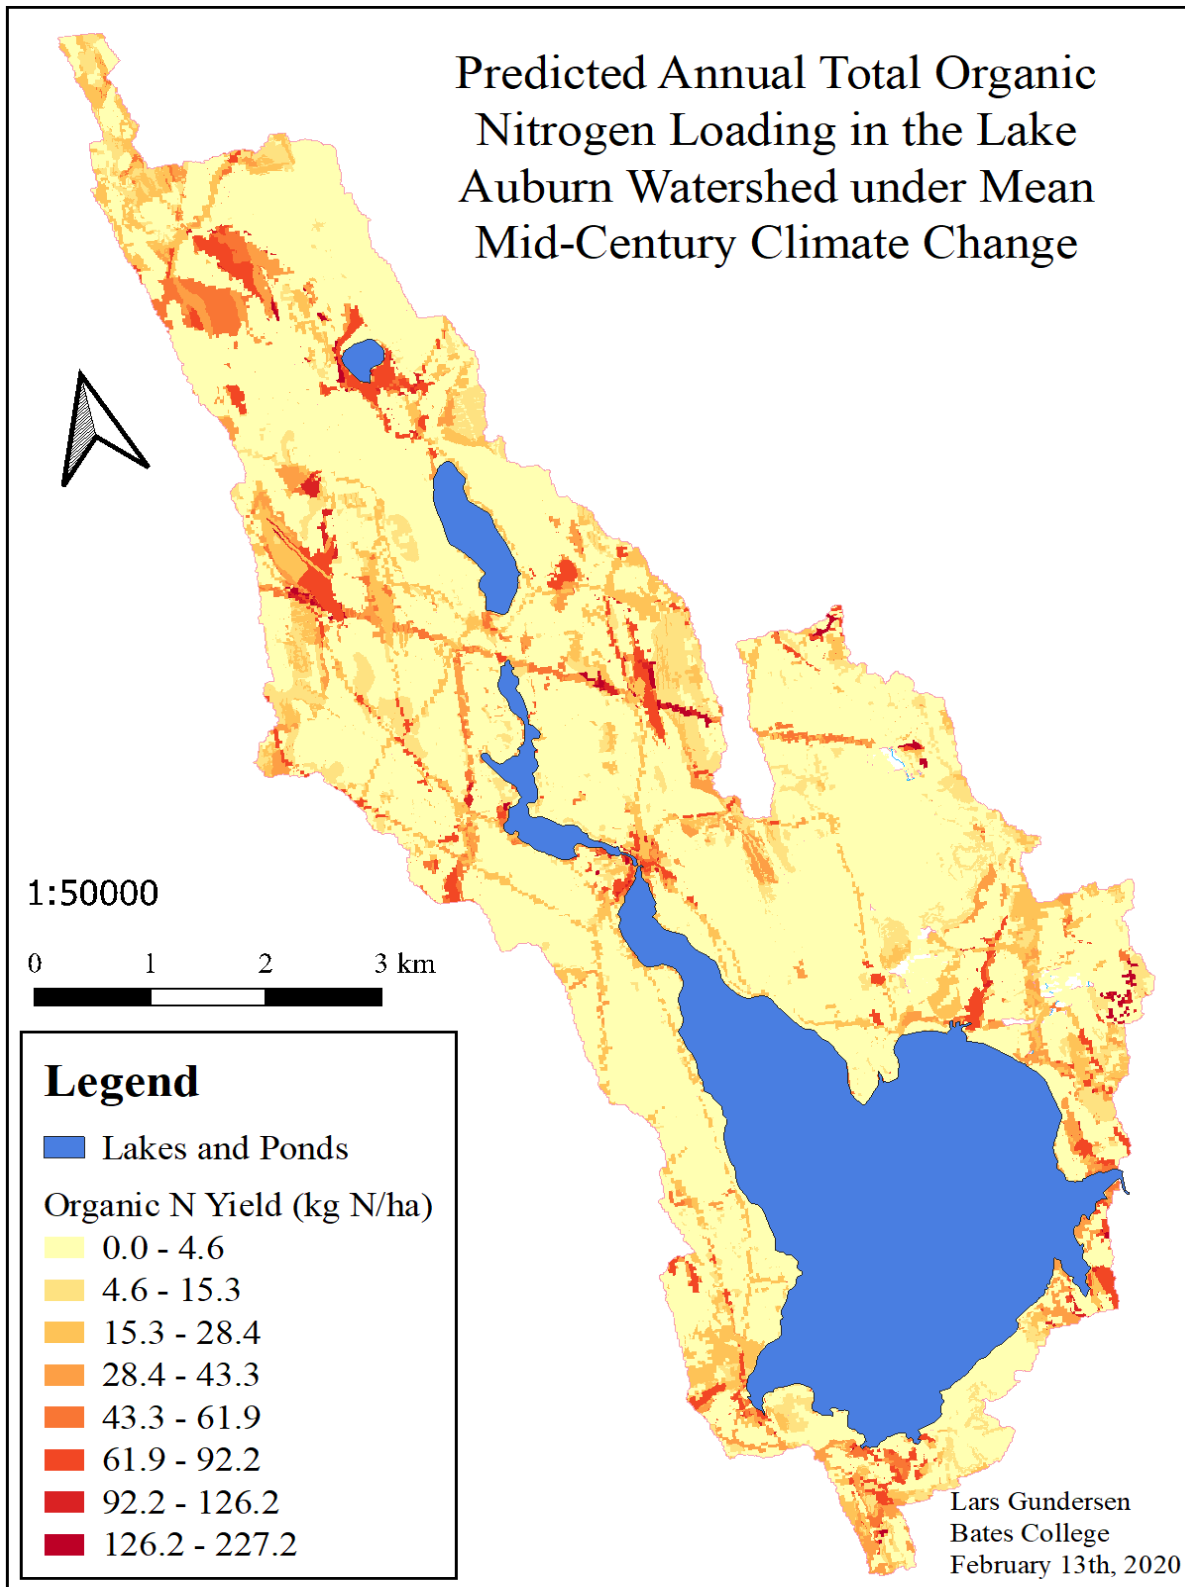 Predicted Annual Total Organic
Nitrogen Loading in the Lake
Auburn Watershed under Mean
Mid-Century Climate Change
1:50000
0 1 2 3 km
Legend
Lakes and Ponds
Organic N Yield (kg N/ha)
0.0 - 4.6
4.6 - 15.3
15.3 - 28.4
28.4 - 43.3
43.3 - 61.9
61.9 - 92.2
92.2 - 126.2
126.2 - 227.2
Lars Gundersen
Bates College
February 13th, 2020